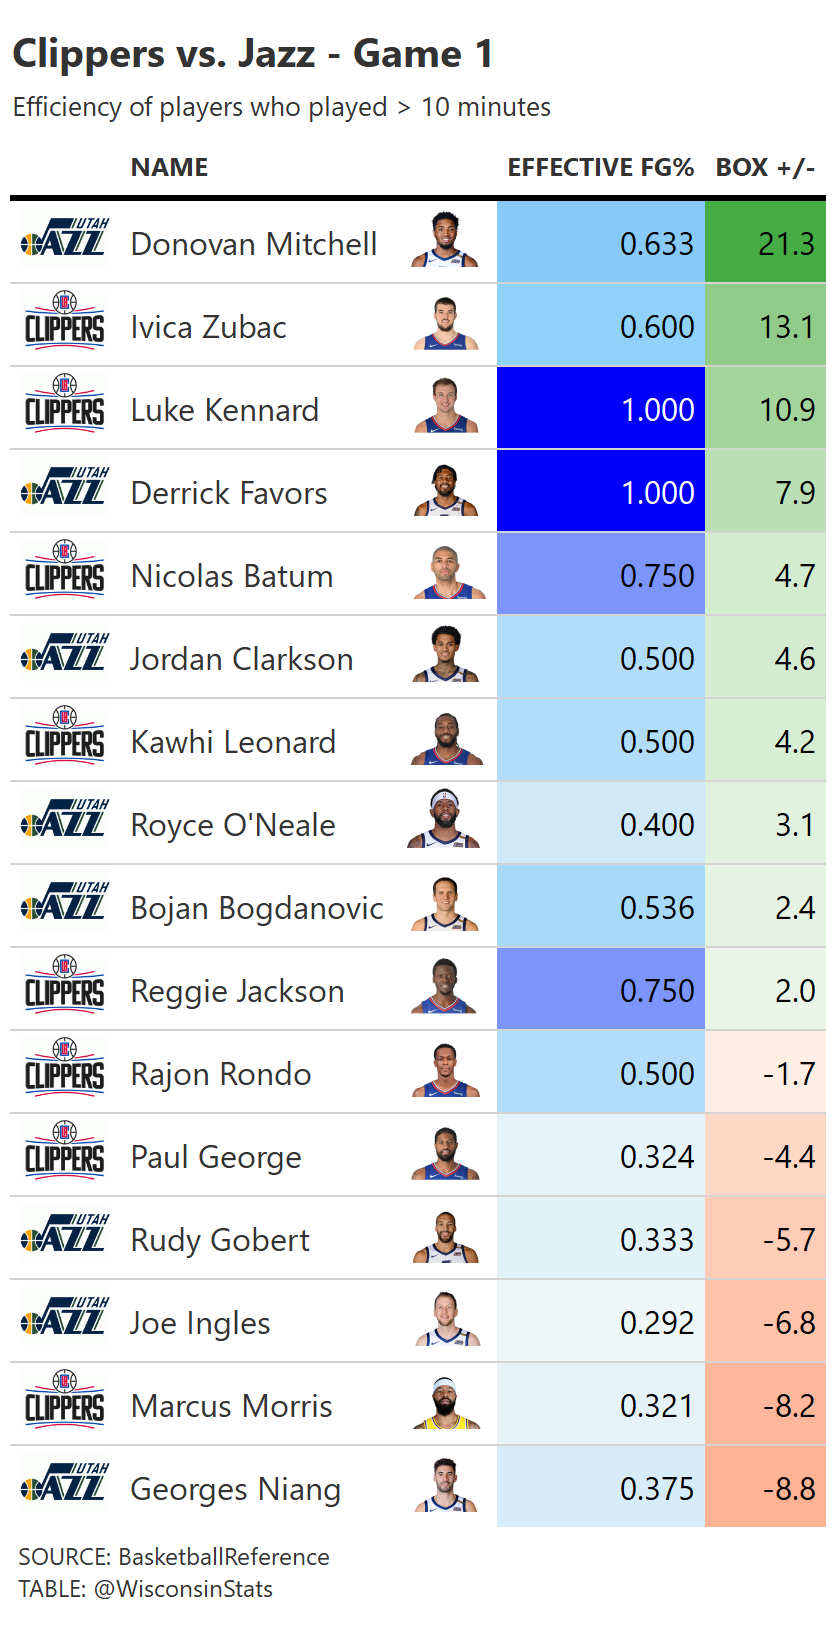 Clippers vs. Jazz - Game 1
Efficiency of players who played > 10 minutes
NAME EFFECTIVE FG% BOX +/-
UTAH JAZZ Donovan Mitchell 0.633 21.3
CLIPPERS Ivica Zubac 0.600 13.1
CLIPPERS Luke Kennard 1.000 10.9
UTAH JAZZ Derrick Favors 1.000 7.9
CLIPPERS Nicolas Batum 0.750 4.7
UTAH JAZZ Jordan Clarkson 0.500 4.6
CLIPPERS Kawhi Leonard 0.500 4.2
UTAH JAZZ Royce O'Neale 0.400 3.1
UTAH JAZZ Bojan Bogdanovic 0.536 2.4
CLIPPERS Reggie Jackson 0.750 2.0
CLIPPERS Rajon Rondo 0.500 -1.7
CLIPPERS Paul George 0.324 -4.4
UTAH JAZZ Rudy Gobert 0.333 -5.7
UTAH JAZZ Joe Ingles 0.292 -6.8
CLIPPERS Marcus Morris 0.321 -8.2
UTAH JAZZ Georges Niang 0.375 -8.8
SOURCE: BasketballReference
TABLE: @WisconsinStats